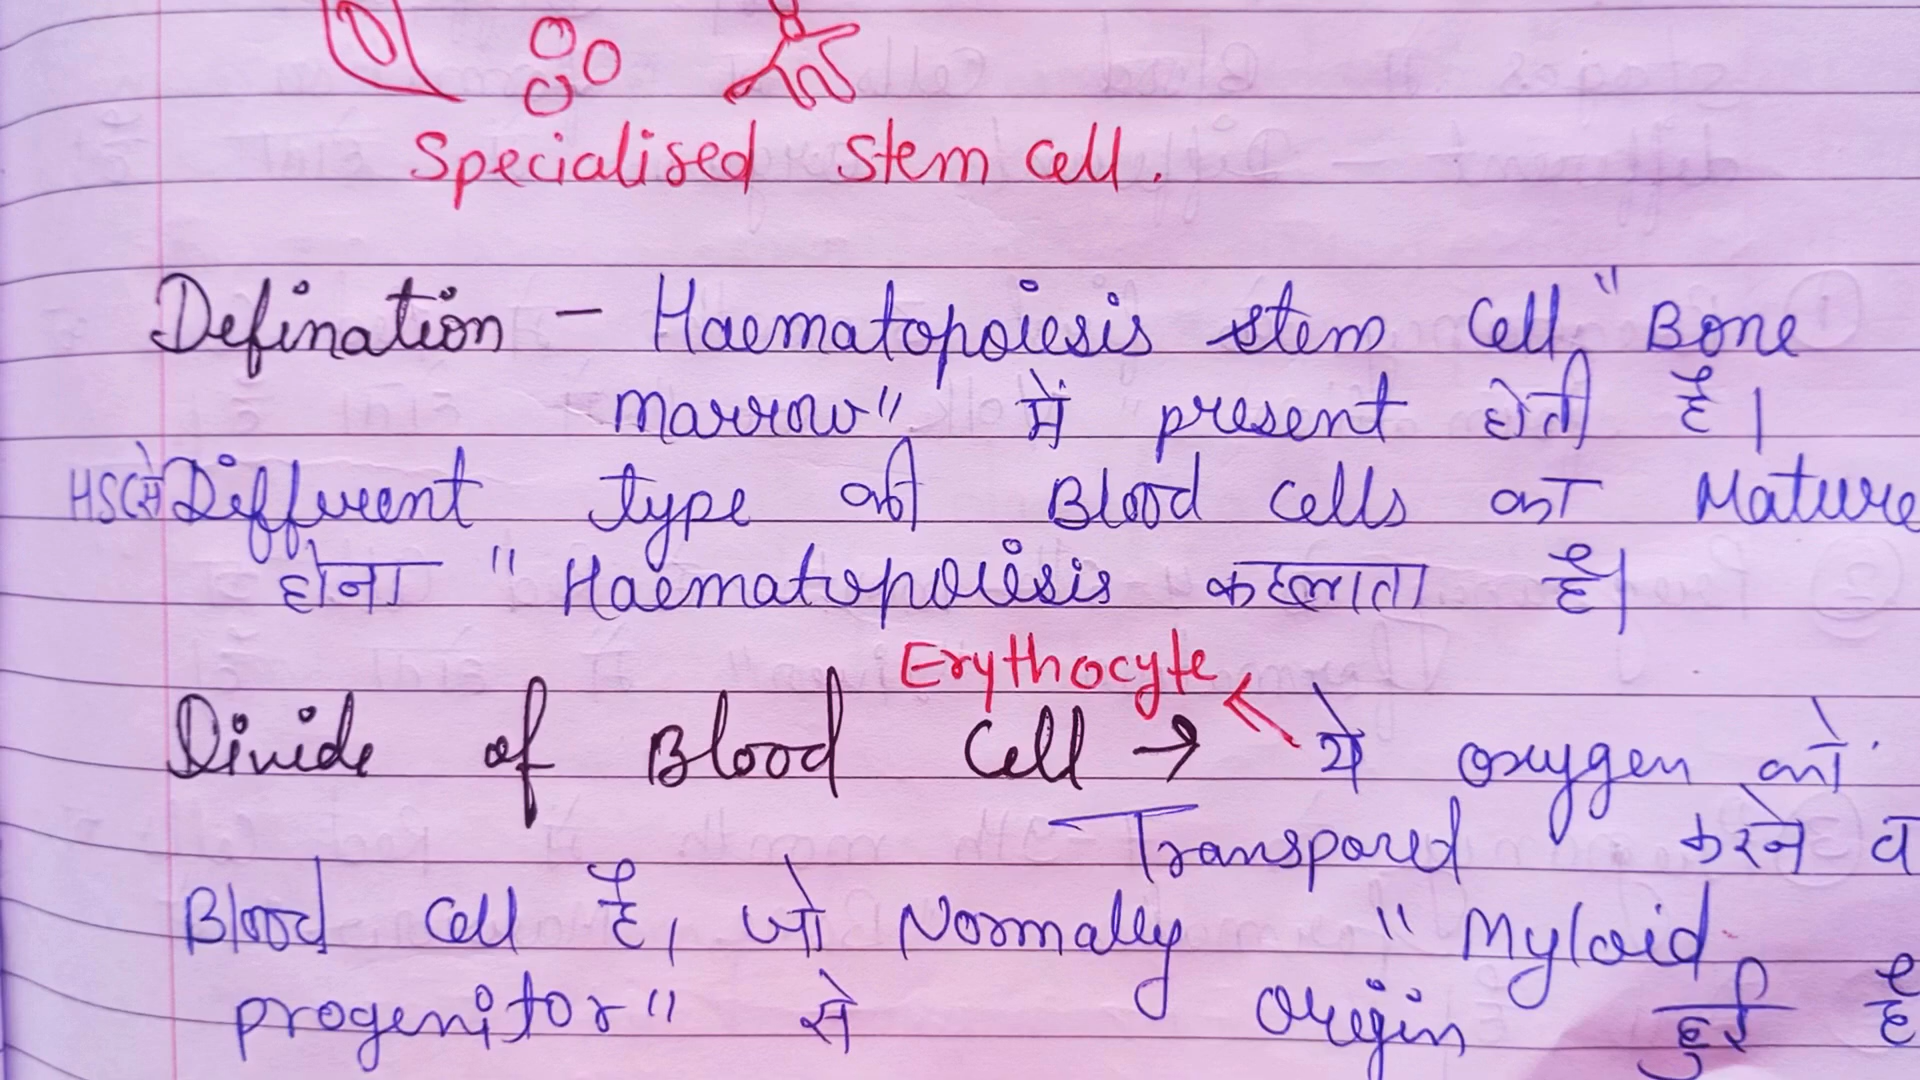 Specialised Stem Cell.
Defination - Haematopoiesis stem Cell "Bone
marrow" में present होती है।
HSC से Different type की Blood Cells का Mature
होना "Haematopoiesis कहलाता है।
Erythocyte
Divide of Blood Cell → ये oxygen को
Transpored करने व
Blood Cell है, जो Normally "Myloid
progenitor" से Origin हुई है